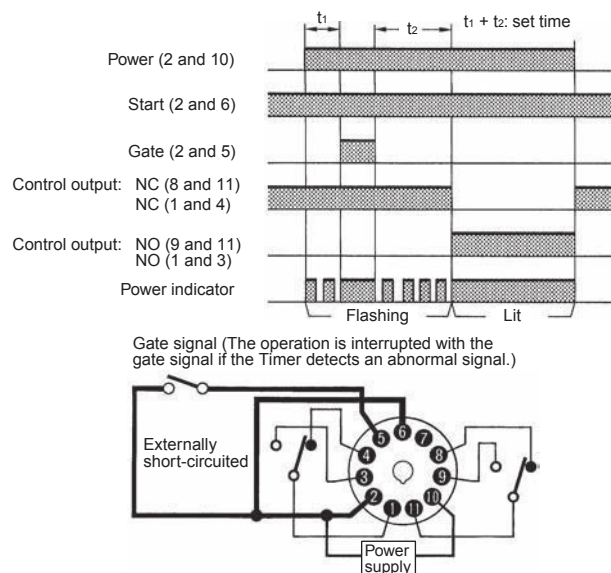 t₁ t₂ t₁ + t₂: set time
Power (2 and 10)
Start (2 and 6)
Gate (2 and 5)
Control output: NC (8 and 11)
NC (1 and 4)
Control output: NO (9 and 11)
NO (1 and 3)
Power indicator
Flashing Lit
Gate signal (The operation is interrupted with the
gate signal if the Timer detects an abnormal signal.)
Externally
short-circuited
5 6 7
4 8
3 9
2 10
1 11
Power
supply